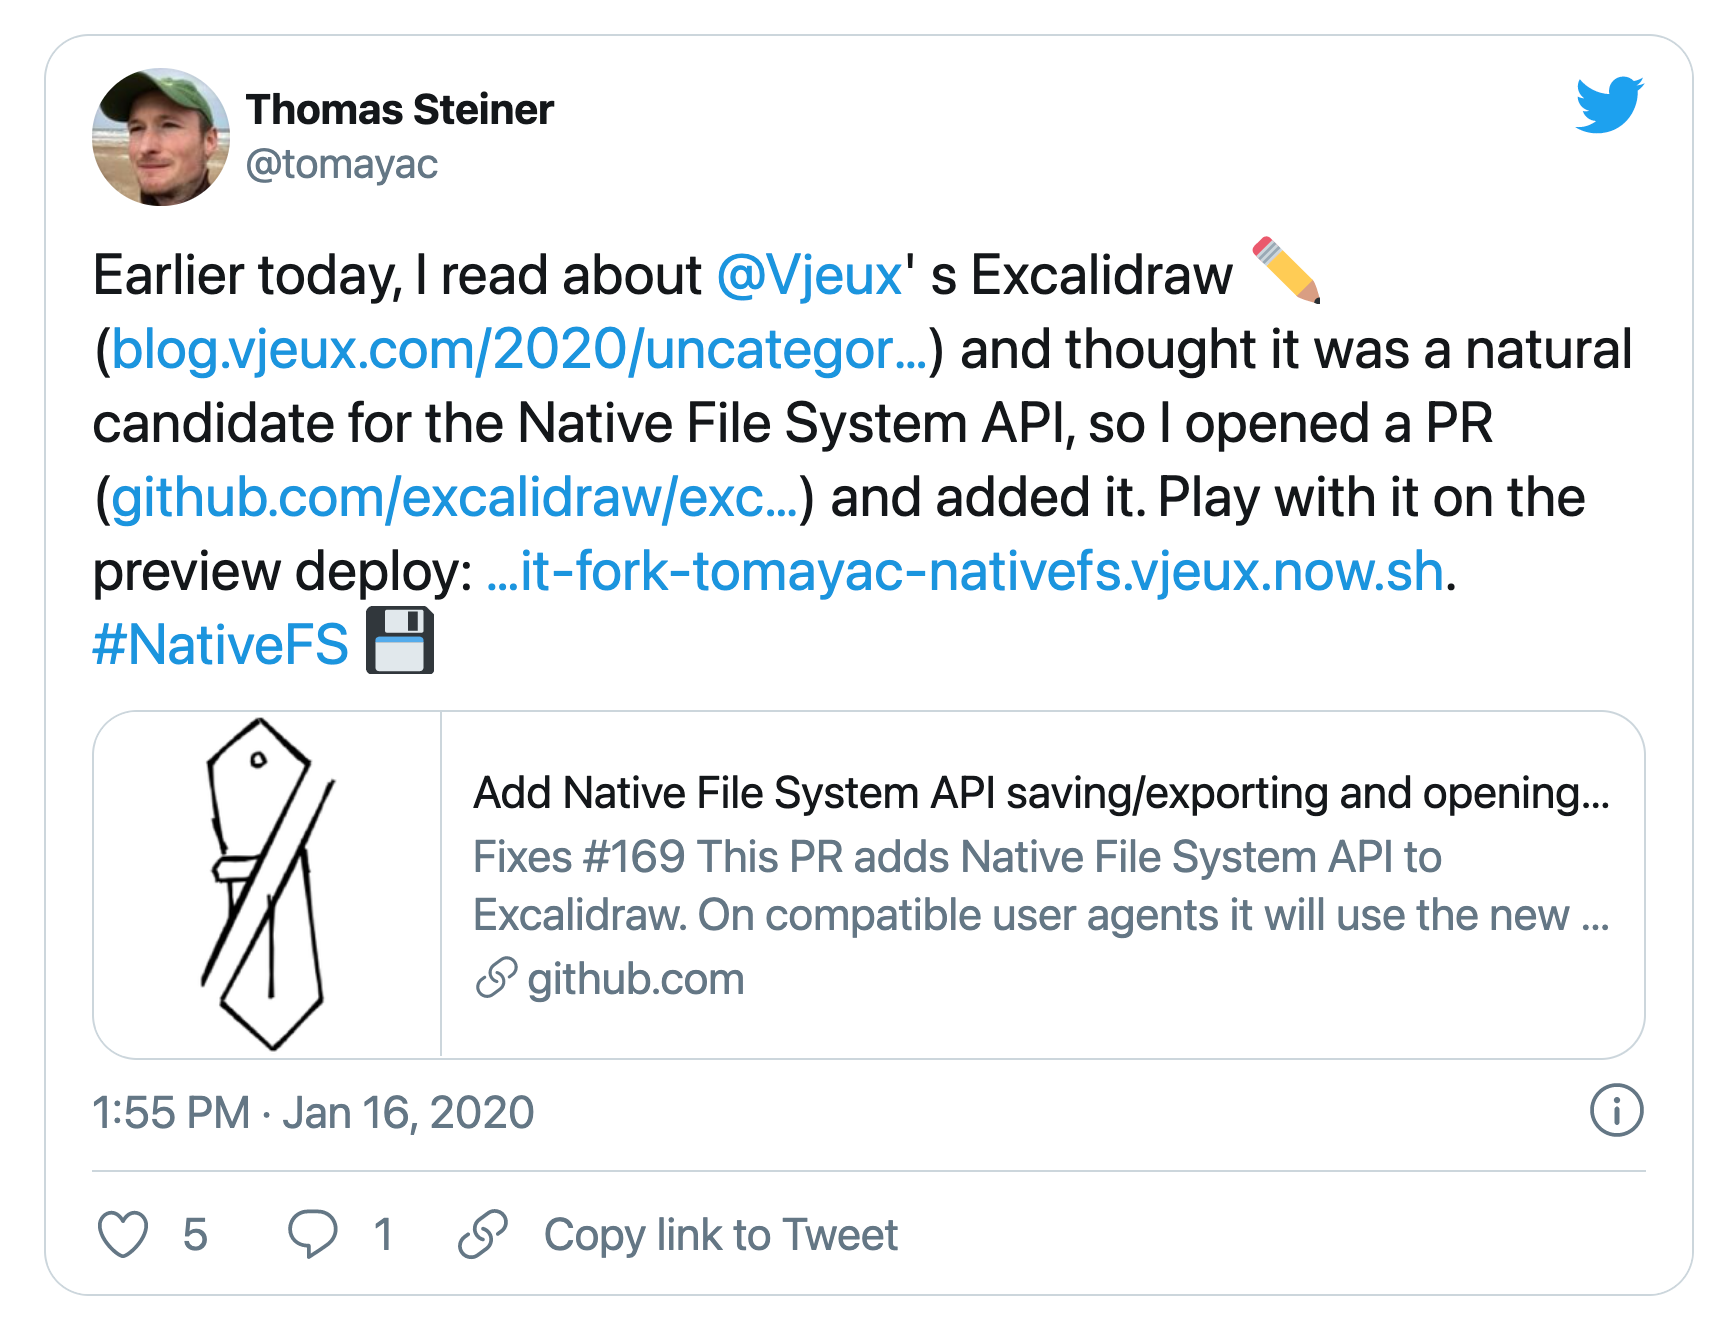 Thomas Steiner
@tomayac
Earlier today, I read about @Vjeux' s Excalidraw ✏️
(blog.vjeux.com/2020/uncategor…) and thought it was a natural
candidate for the Native File System API, so I opened a PR
(github.com/excalidraw/exc…) and added it. Play with it on the
preview deploy: …it-fork-tomayac-nativefs.vjeux.now.sh.
#NativeFS 💾
Add Native File System API saving/exporting and opening…
Fixes #169 This PR adds Native File System API to
Excalidraw. On compatible user agents it will use the new …
github.com
1:55 PM · Jan 16, 2020
5 1 Copy link to Tweet